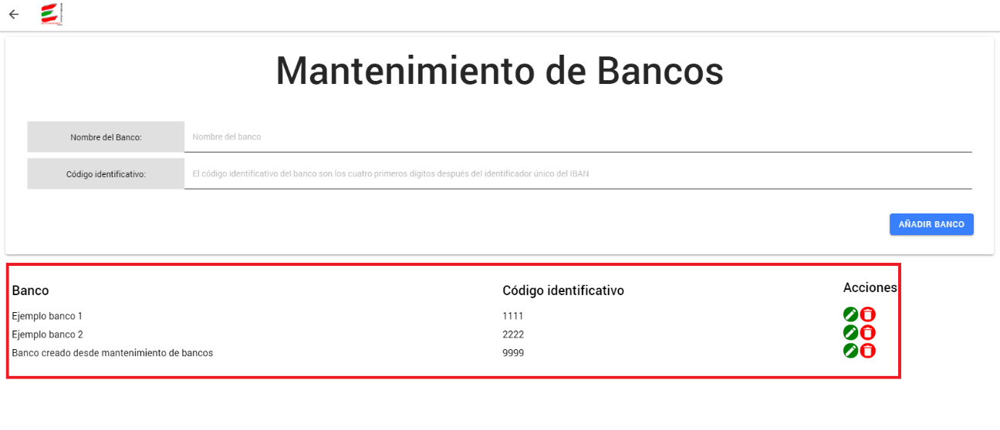 Mantenimiento de Bancos
Nombre del Banco: Nombre del banco
Código identificativo: El código identificativo del banco son los cuatro primeros dígitos después del identificador único del IBAN
AÑADIR BANCO
Banco Código identificativo Acciones
Ejemplo banco 1 1111
Ejemplo banco 2 2222
Banco creado desde mantenimiento de bancos 9999